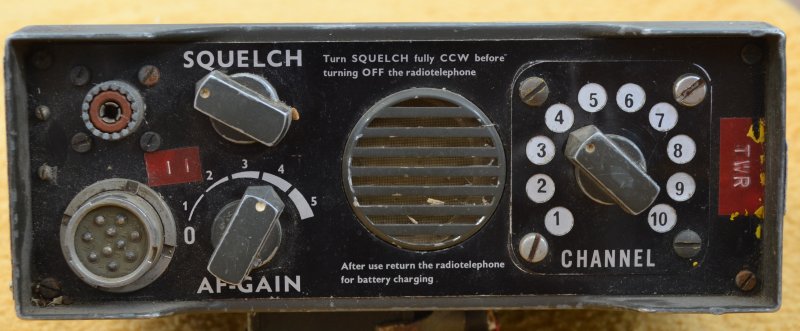 SQUELCH
Turn SQUELCH fully CCW before
turning OFF the radiotelephone
11
0
1
2
3
4
5
AF-GAIN
After use return the radiotelephone
for battery charging
1
2
3
4
5
6
7
8
9
10
CHANNEL
TWR